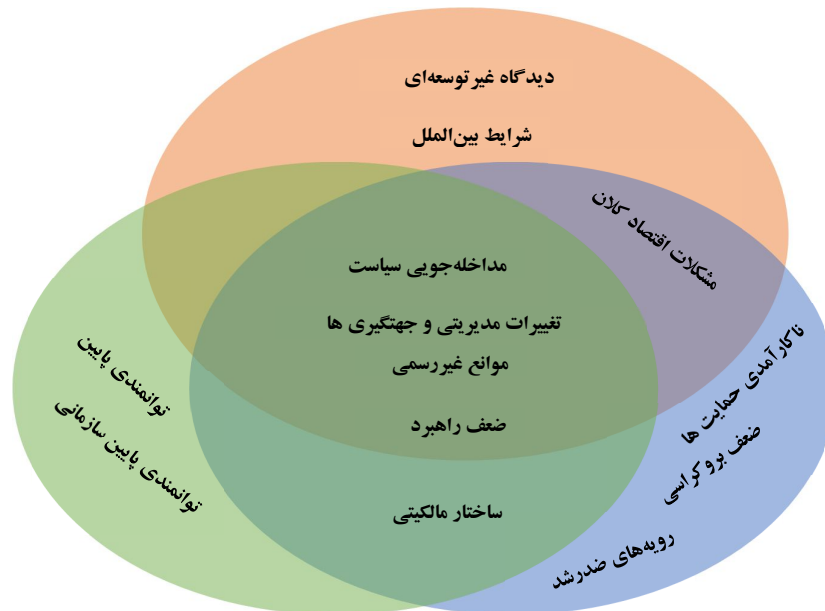 دیدگاه غیرتوسعه‌ای
شرایط بین‌الملل
مشکلات اقتصاد کلان
مداخله‌جویی سیاست
تغییرات مدیریتی و جهتگیری ها
موانع غیررسمی
ضعف راهبرد
ساختار مالکیتی
ناکارآمدی حمایت ها
ضعف بروکراسی
رویه‌های ضدرشد
توانمندی پایین
توانمندی پایین سازمانی